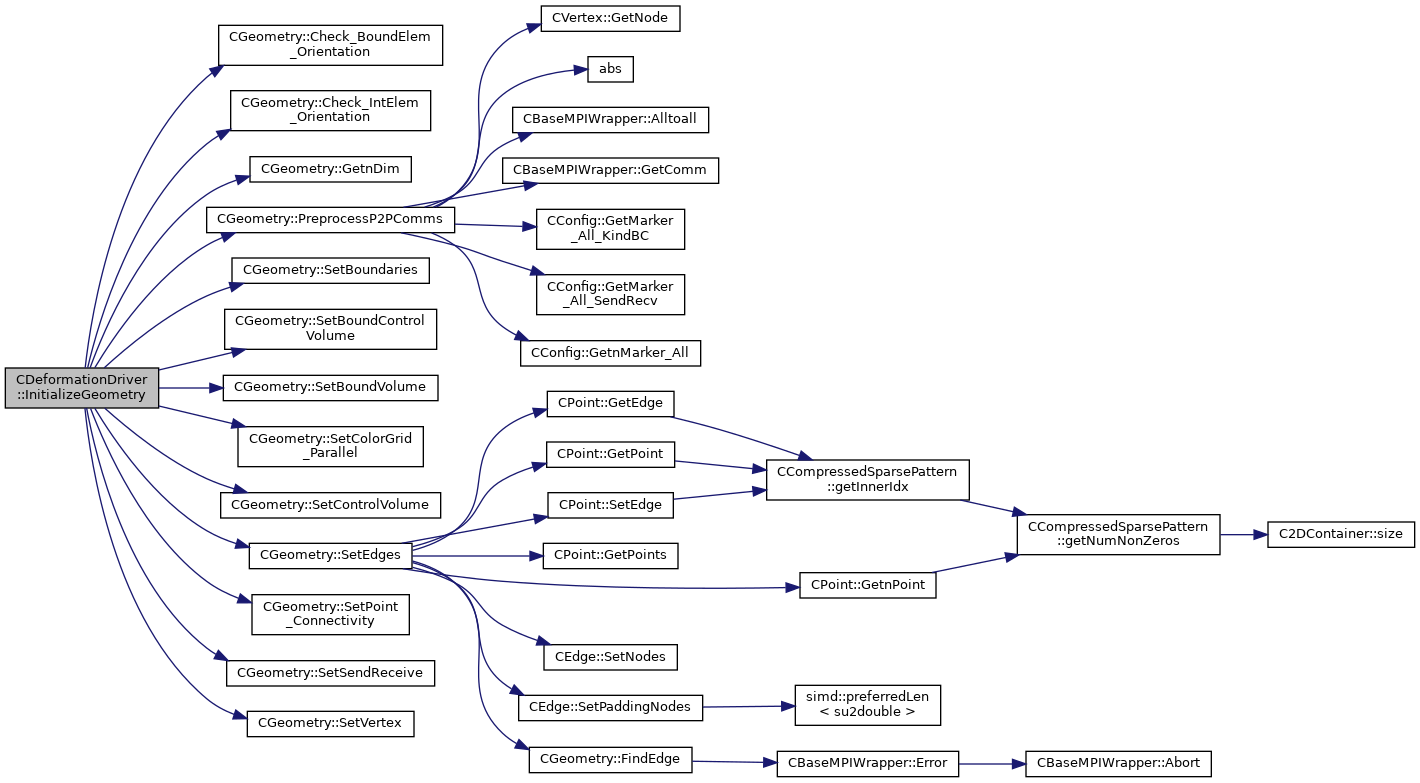 CDeformationDriver
::InitializeGeometry
CGeometry::Check_BoundElem
_Orientation
CGeometry::Check_IntElem
_Orientation
CGeometry::GetnDim
CGeometry::PreprocessP2PComms
CGeometry::SetBoundaries
CGeometry::SetBoundControl
Volume
CGeometry::SetBoundVolume
CGeometry::SetColorGrid
_Parallel
CGeometry::SetControlVolume
CGeometry::SetEdges
CGeometry::SetPoint
_Connectivity
CGeometry::SetSendReceive
CGeometry::SetVertex
CVertex::GetNode
abs
CBaseMPIWrapper::Alltoall
CBaseMPIWrapper::GetComm
CConfig::GetMarker
_All_KindBC
CConfig::GetMarker
_All_SendRecv
CConfig::GetnMarker_All
CPoint::GetEdge
CPoint::GetPoint
CPoint::SetEdge
CPoint::GetPoints
CEdge::SetNodes
CEdge::SetPaddingNodes
CGeometry::FindEdge
CCompressedSparsePattern
::getInnerIdx
CPoint::GetnPoint
simd::preferredLen
< su2double >
CBaseMPIWrapper::Error
CCompressedSparsePattern
::getNumNonZeros
CBaseMPIWrapper::Abort
C2DContainer::size